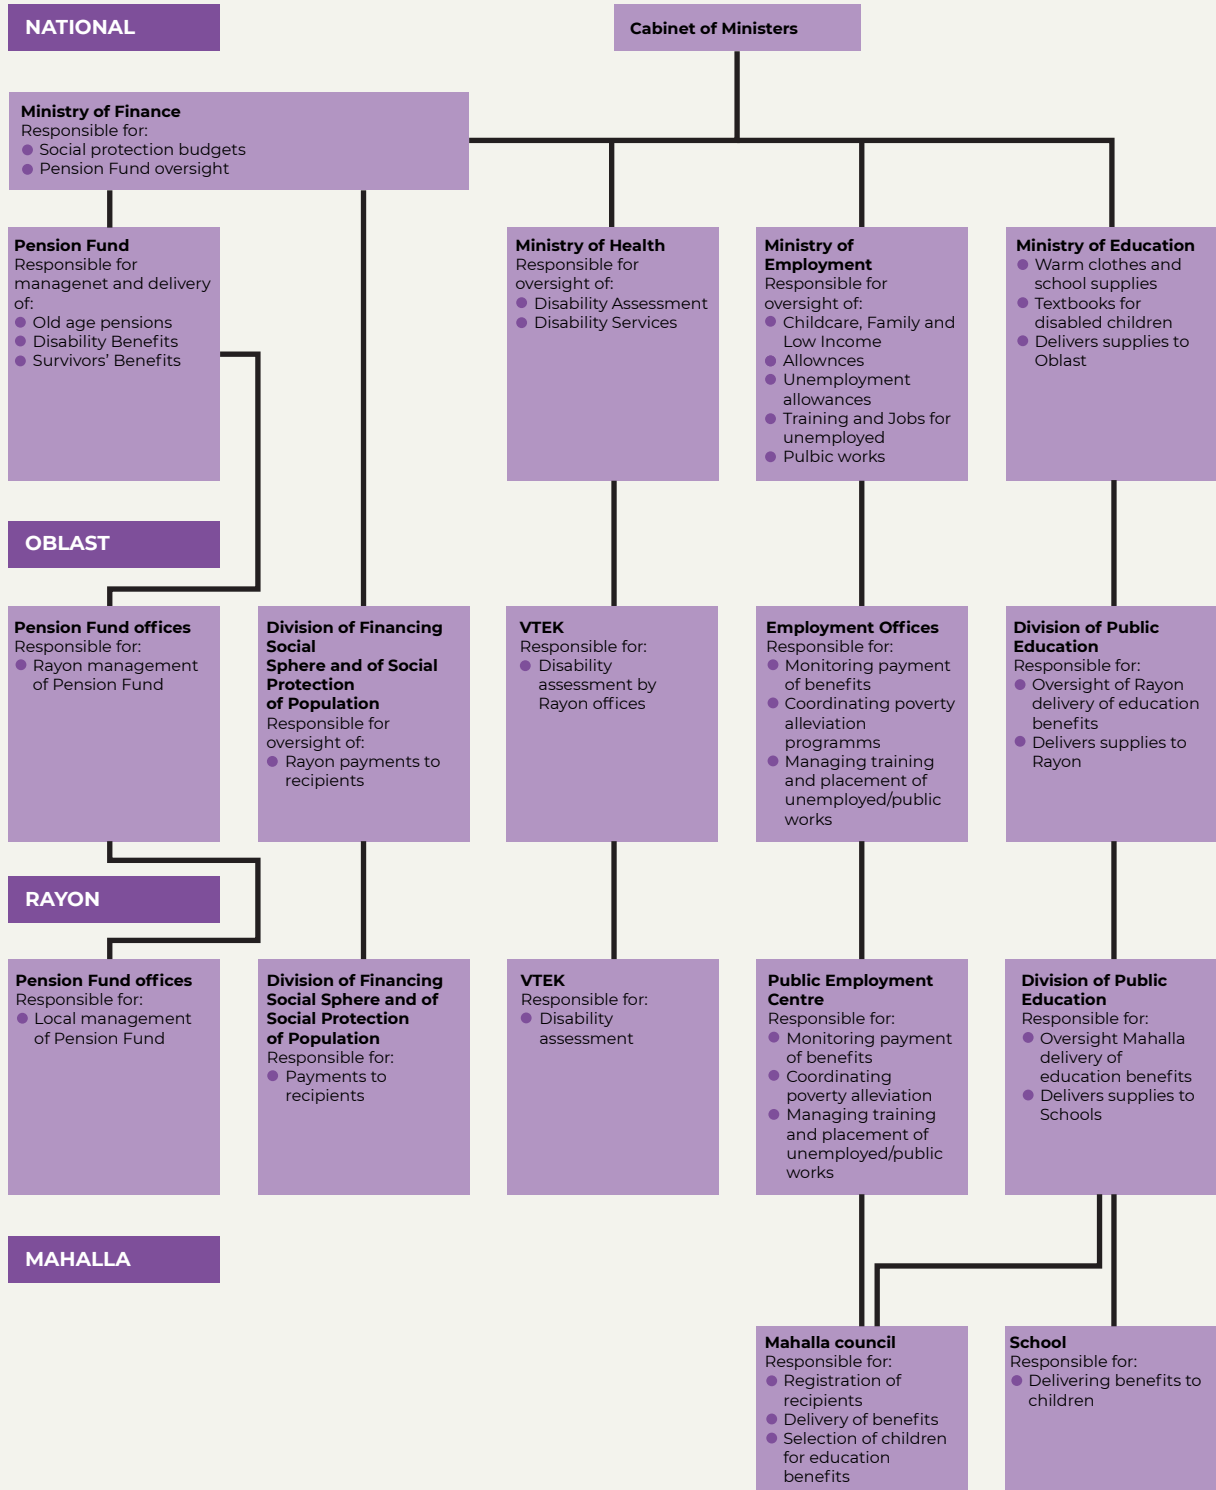 NATIONAL
Cabinet of Ministers
Ministry of Finance
Responsible for:
Social protection budgets
Pension Fund oversight
Pension Fund
Responsible for
managenet and delivery
of:
Old age pensions
Disability Benefits
Survivors' Benefits
Ministry of Health
Responsible for
oversight of:
Disability Assessment
Disability Services
Ministry of
Employment
Responsible for
oversight of:
Childcare, Family and
Low Income
Allownces
Unemployment
allowances
Training and Jobs for
unemployed
Pulbic works
Ministry of Education
Warm clothes and
school supplies
Textbooks for
disabled children
Delivers supplies to
Oblast
OBLAST
Pension Fund offices
Responsible for:
Rayon management
of Pension Fund
Division of Financing
Social
Sphere and of Social
Protection
of Population
Responsible for
oversight of:
Rayon payments to
recipients
VTEK
Responsible for:
Disability
assessment by
Rayon offices
Employment Offices
Responsible for:
Monitoring payment
of benefits
Coordinating poverty
alleviation
programms
Managing training
and placement of
unemployed/public
works
Division of Public
Education
Responsible for:
Oversight of Rayon
delivery of education
benefits
Delivers supplies to
Rayon
RAYON
Pension Fund offices
Responsible for:
Local management
of Pension Fund
Division of Financing
Social Sphere and of
Social Protection
of Population
Responsible for:
Payments to
recipients
VTEK
Responsible for:
Disability
assessment
Public Employment
Centre
Responsible for:
Monitoring payment
of benefits
Coordinating
poverty alleviation
Managing training
and placement of
unemployed/public
works
Division of Public
Education
Responsible for:
Oversight Mahalla
delivery of
education benefits
Delivers supplies to
Schools
MAHALLA
Mahalla council
Responsible for:
Registration of
recipients
Delivery of benefits
Selection of children
for education
benefits
School
Responsible for:
Delivering benefits to
children